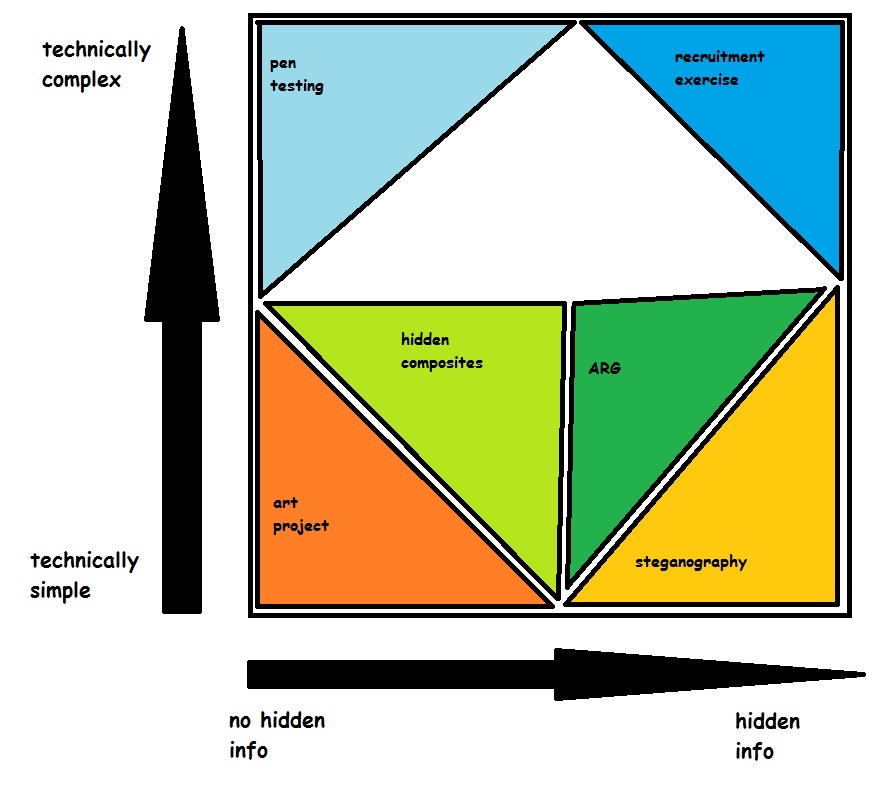 technically
complex
pen
testing
recruitment
exercise
hidden
composites
ARG
art
project
steganography
technically
simple
no hidden
info
hidden
info